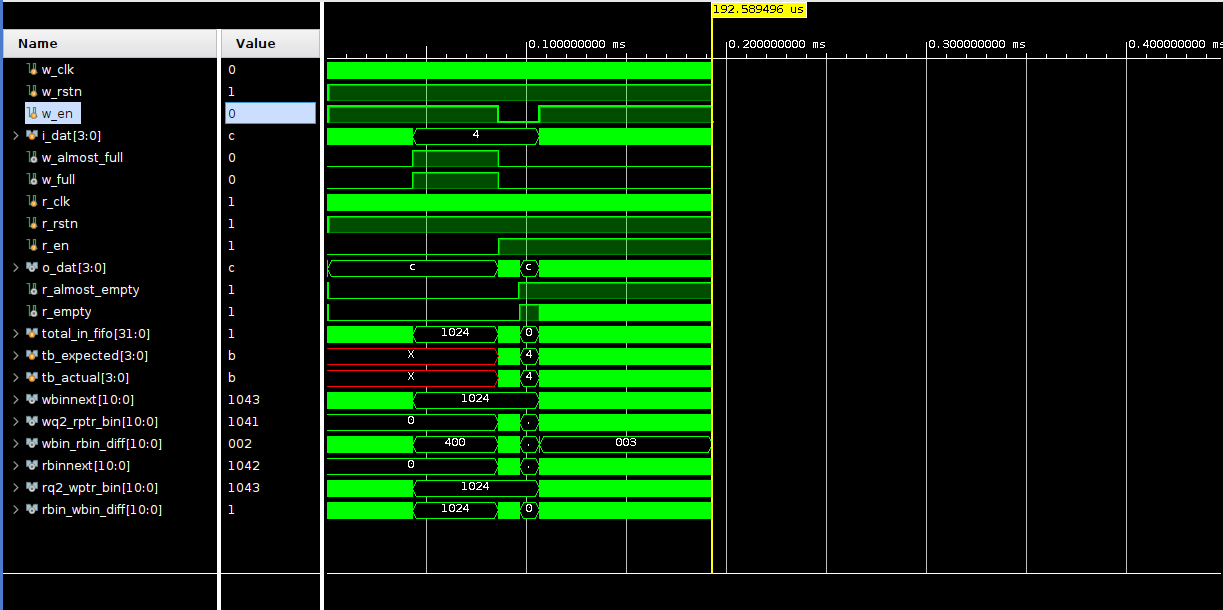 192.589496 us
Name Value 0.100000000 ms 0.200000000 ms 0.300000000 ms 0.400000000 ms
w_clk 0
w_rstn 1
w_en 0
i_dat[3:0] c 4
w_almost_full 0
w_full 0
r_clk 1
r_rstn 1
r_en 1
o_dat[3:0] c c c
r_almost_empty 1
r_empty 1
total_in_fifo[31:0] 1 1024 0
tb_expected[3:0] b X 4
tb_actual[3:0] b X 4
wbinnext[10:0] 1043 1024
wq2_rptr_bin[10:0] 1041 0 .
wbin_rbin_diff[10:0] 002 400 . 003
rbinnext[10:0] 1042 0 .
rq2_wptr_bin[10:0] 1043 1024
rbin_wbin_diff[10:0] 1 1024 0